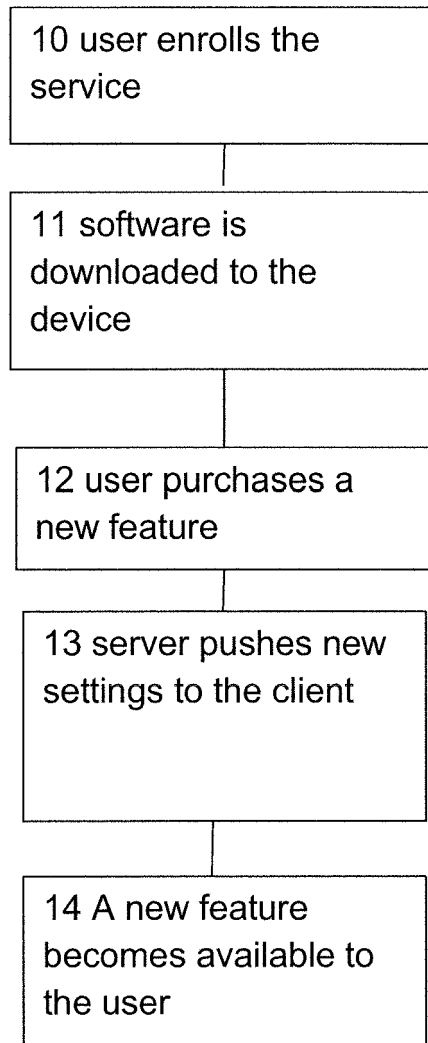 10 user enrolls the
service
11 software is
downloaded to the
device
12 user purchases a
new feature
13 server pushes new
settings to the client
14 A new feature
becomes available to
the user